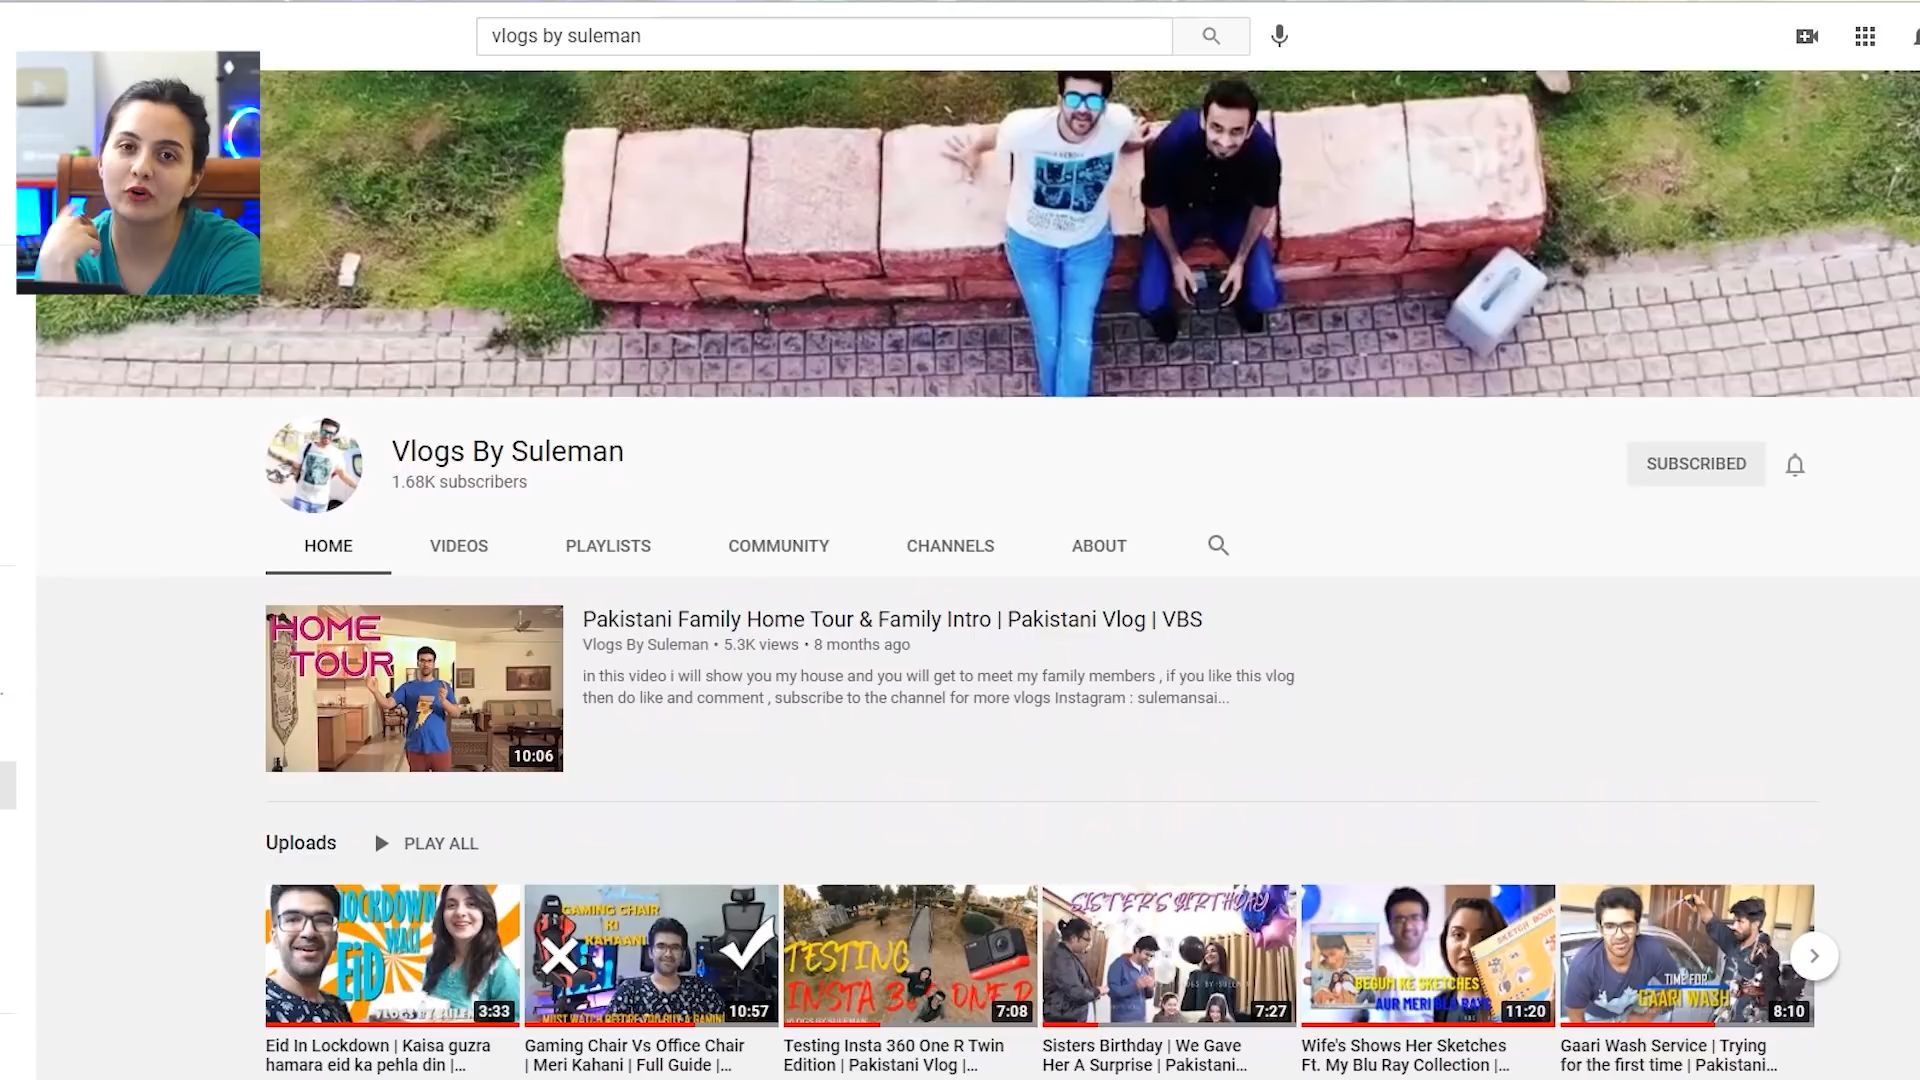 vlogs by suleman
Vlogs By Suleman
1.68K subscribers
SUBSCRIBED
HOME
VIDEOS
PLAYLISTS
COMMUNITY
CHANNELS
ABOUT
HOME
TOUR
10:06
Pakistani Family Home Tour & Family Intro | Pakistani Vlog | VBS
Vlogs By Suleman • 5.3K views • 8 months ago
in this video i will show you my house and you will get to meet my family members , if you like this vlog
then do like and comment , subscribe to the channel for more vlogs Instagram : sulemansai...
Uploads
PLAY ALL
LOCKDOWN
WALI
EiD
3:33
Eid In Lockdown | Kaisa guzra
hamara eid ka pehla din |...
GAMING CHAIR
KI
KAHAANI
MUST WATCH BEFORE YOU BUY A GAMING
10:57
Gaming Chair Vs Office Chair
| Meri Kahani | Full Guide |...
TESTING
INSTA 360 ONE R
VLOGS BY SULEMAN
7:08
Testing Insta 360 One R Twin
Edition | Pakistani Vlog |...
SISTER'S BIRTHDAY
7:27
Sisters Birthday | We Gave
Her A Surprise | Pakistani...
SKETCH BOOK
BEGUM KE SKETCHES
AUR MERI BLU RAYS
11:20
Wife's Shows Her Sketches
Ft. My Blu Ray Collection |...
TIME FOR
GAARI WASH
8:10
Gaari Wash Service | Trying
for the first time | Pakistani...